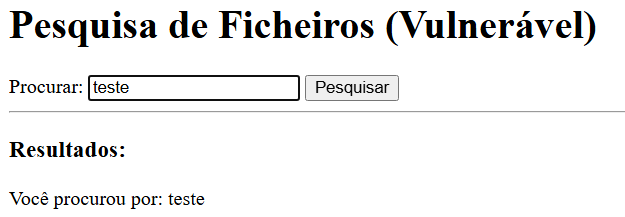 Pesquisa de Ficheiros (Vulnerável)
Procurar: teste Pesquisar
Resultados:
Você procurou por: teste